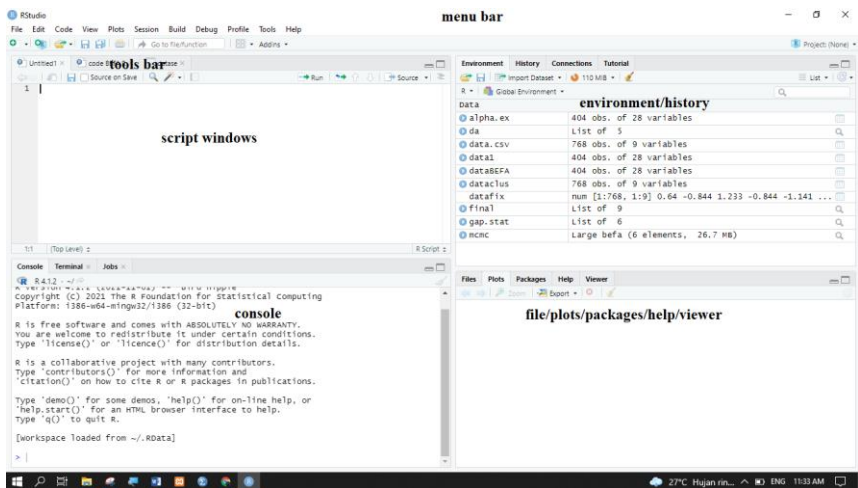 RStudio
menu bar
File Edit Code View Plots Session Build Debug Profile Tools Help
Go to file/function Addins Project: (None)
Untitled1 code
tools bar
Source on Save Run Source
1
script windows
1:1 (Top Level) R Script
Console Terminal Jobs
R 4.1.2 · ~/
R version 4.1.2 (2021-11-01) -- "Bird Hippie"
Copyright (C) 2021 The R Foundation for Statistical Computing
Platform: i386-w64-mingw32/i386 (32-bit)
console
R is free software and comes with ABSOLUTELY NO WARRANTY.
You are welcome to redistribute it under certain conditions.
Type 'license()' or 'licence()' for distribution details.
R is a collaborative project with many contributors.
Type 'contributors()' for more information and
'citation()' on how to cite R or R packages in publications.
Type 'demo()' for some demos, 'help()' for on-line help, or
'help.start()' for an HTML browser interface to help.
Type 'q()' to quit R.
[Workspace loaded from ~/.RData]
>
Environment History Connections Tutorial
Import Dataset 110 MiB List
R Global Environment
environment/history
Data
alpha.ex 404 obs. of 28 variables
da List of 5
data.csv 768 obs. of 9 variables
data1 404 obs. of 28 variables
dataBEFA 404 obs. of 28 variables
dataclus 768 obs. of 9 variables
datafix num [1:768, 1:9] 0.64 -0.844 1.233 -0.844 -1.141 ...
final List of 9
gap.stat List of 6
mcmc Large befa (6 elements, 26.7 MB)
Files Plots Packages Help Viewer
Zoom Export
file/plots/packages/help/viewer
27°C Hujan rin... ENG 11:33 AM